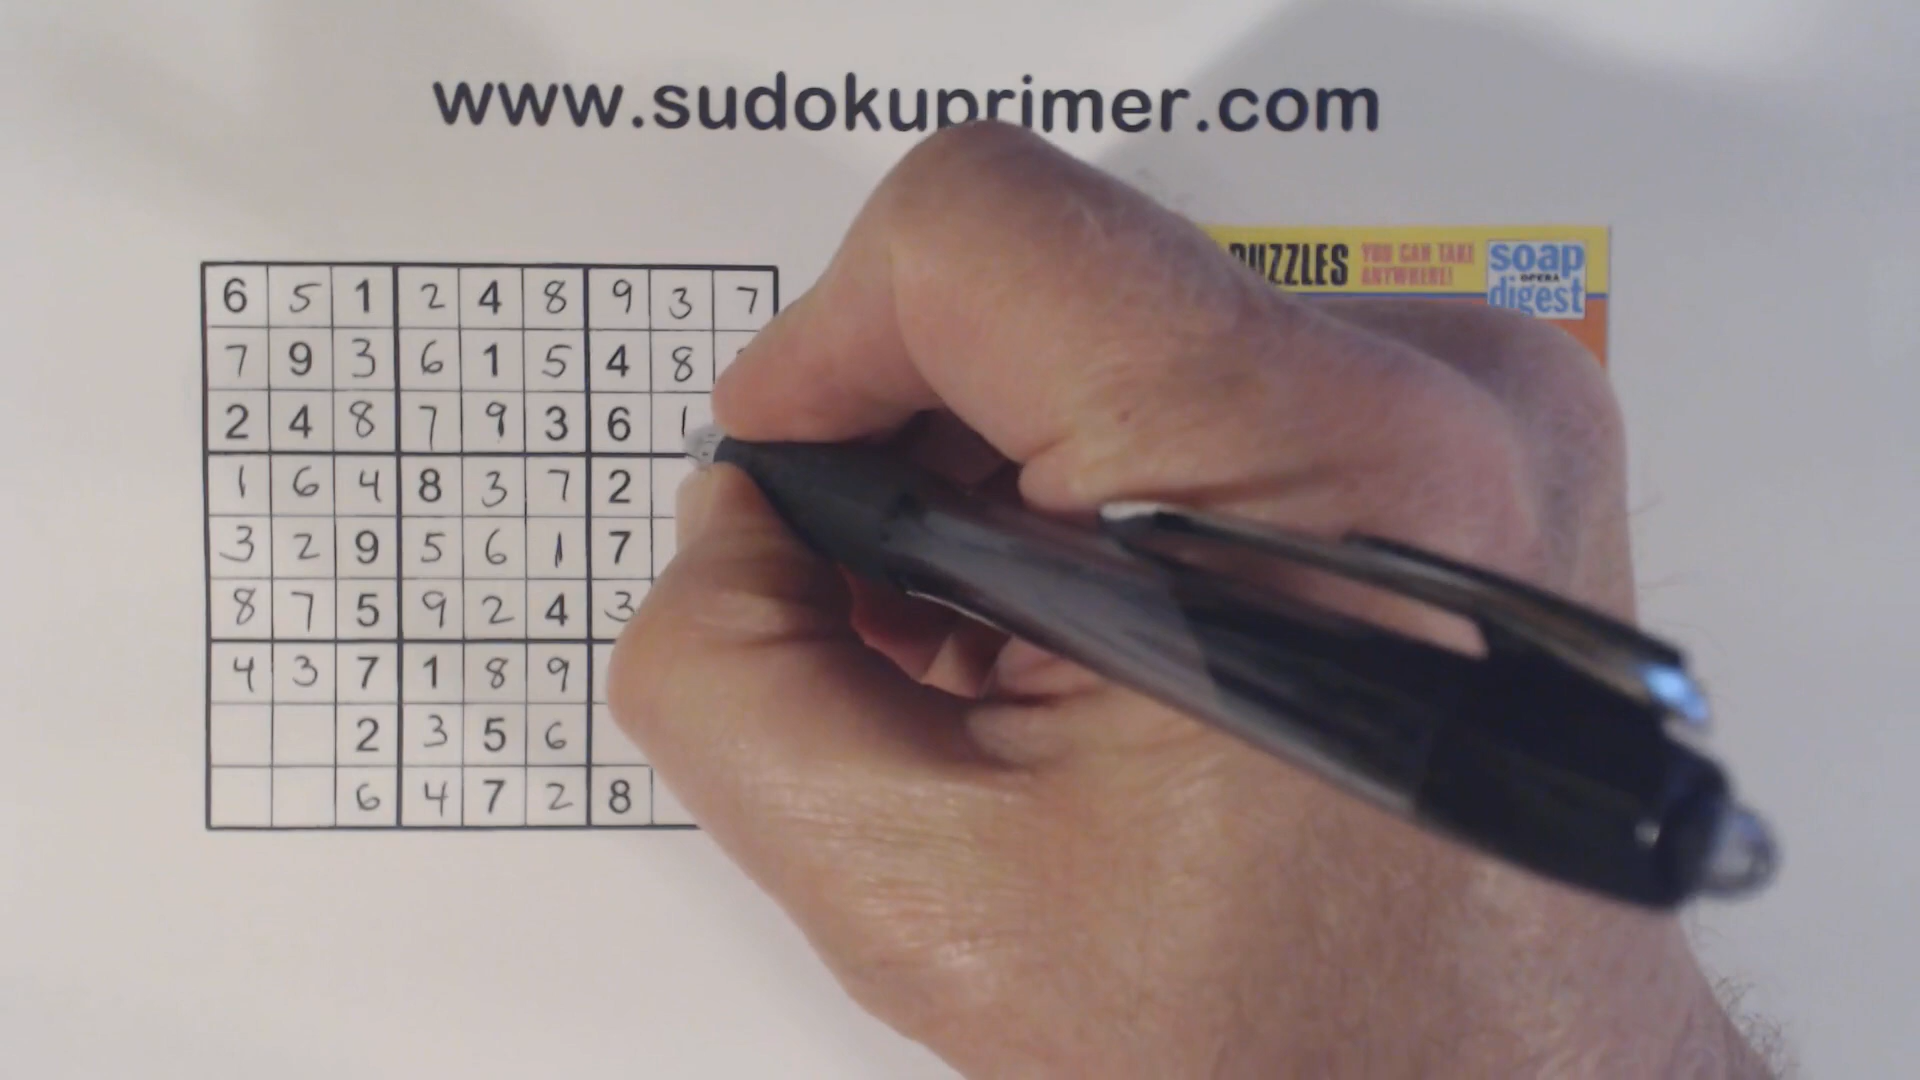 www.sudokuprimer.com
PUZZLES YOU CAN TAKE ANYWHERE!
soap
OPERA
digest
6 5 1 2 4 8 9 3 7
7 9 3 6 1 5 4 8
2 4 8 7 9 3 6 1
1 6 4 8 3 7 2
3 2 9 5 6 1 7
8 7 5 9 2 4 3
4 3 7 1 8 9
2 3 5 6
6 4 7 2 8